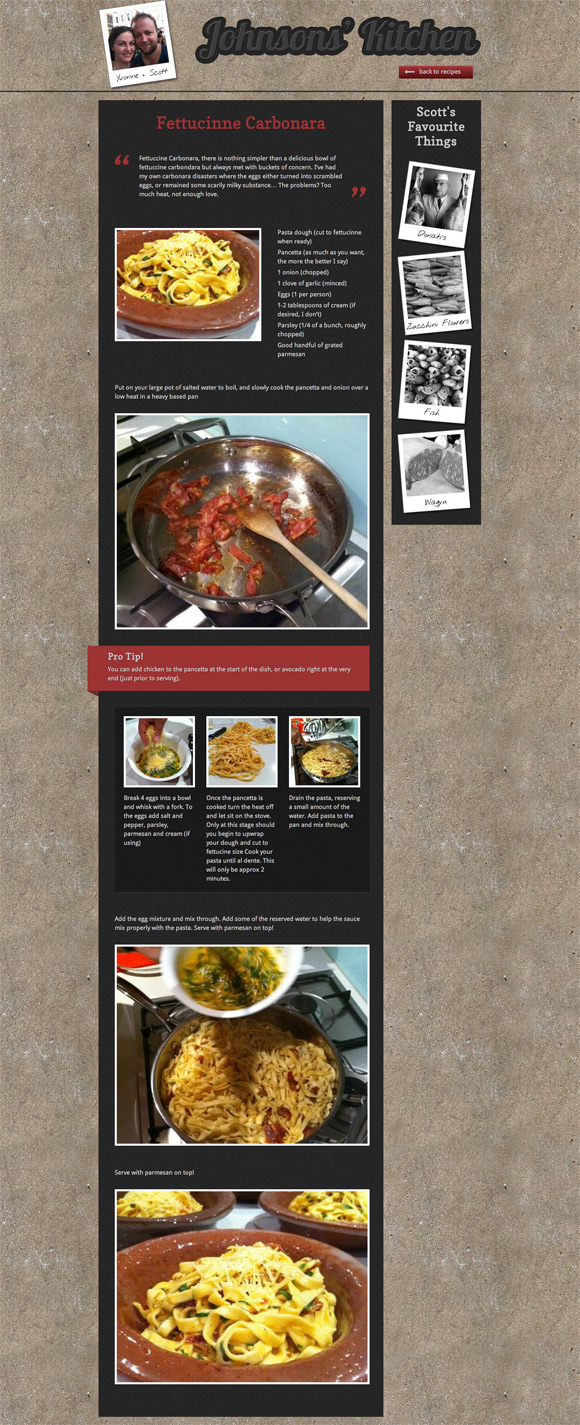 Johnsons' Kitchen
Yvonne + Scott
back to recipes
Fettucinne Carbonara
“
Fettuccine Carbonara, there is nothing simpler than a delicious bowl of
fettuccine carbondara but always met with buckets of concern. I've had
my own carbonara disasters where the eggs either turned into scrambled
eggs, or remained some scarily milky substance... The problems? Too
much heat, not enough love.
”
Pasta dough (cut to fettucinne
when ready)
Pancetta (as much as you want,
the more the better I say)
1 onion (chopped)
1 clove of garlic (minced)
Eggs (1 per person)
1-2 tablespoons of cream (if
desired, I don't)
Parsley (1/4 of a bunch, roughly
chopped)
Good handful of grated
parmesan
Put on your large pot of salted water to boil, and slowly cook the pancetta and onion over a
low heat in a heavy based pan
Pro Tip!
You can add chicken to the pancetta at the start of the dish, or avocado right at the very
end (just prior to serving).
Break 4 eggs into a bowl
and whisk with a fork. To
the eggs add salt and
pepper, parsley,
parmesan and cream (if
using)
Once the pancetta is
cooked turn the heat off
and let sit on the stove.
Only at this stage should
you begin to upwrap
your dough and cut to
fettucine size Cook your
pasta until al dente. This
will only be approx 2
minutes.
Drain the pasta, reserving
a small amount of the
water. Add pasta to the
pan and mix through.
Add the egg mixture and mix through. Add some of the reserved water to help the sauce
mix properly with the pasta. Serve with parmesan on top!
Serve with parmesan on top!
Scott's
Favourite
Things
Donatis
Zucchini Flowers
Fish
Wagyu